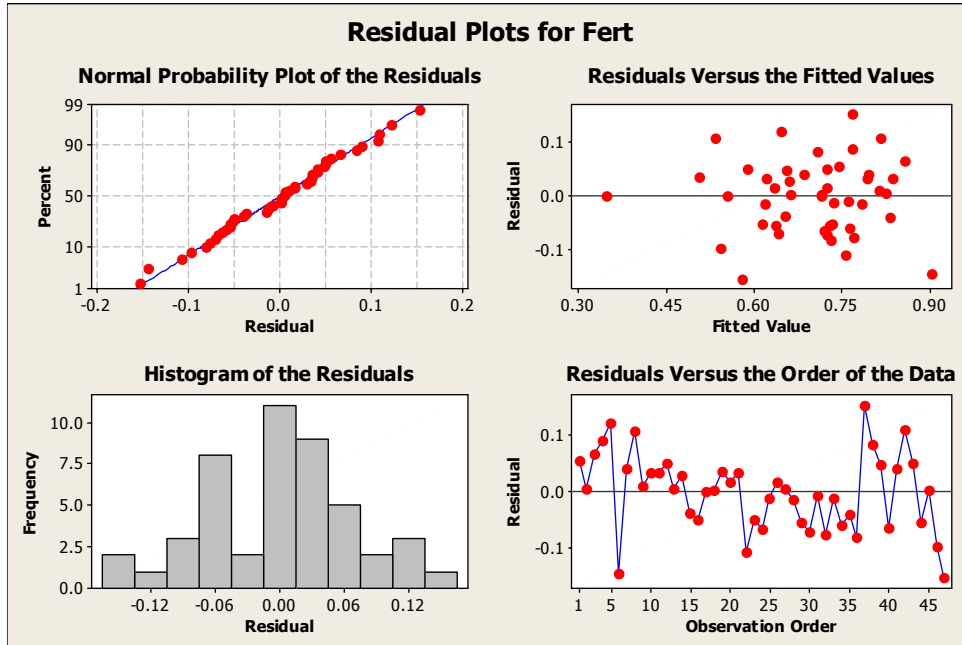 Residual Plots for Fert
Normal Probability Plot of the Residuals
99
90
50
10
1
Percent
-0.2 -0.1 0.0 0.1 0.2
Residual
Residuals Versus the Fitted Values
0.1
0.0
-0.1
Residual
0.30 0.45 0.60 0.75 0.90
Fitted Value
Histogram of the Residuals
10.0
7.5
5.0
2.5
0.0
Frequency
-0.12 -0.06 0.00 0.06 0.12
Residual
Residuals Versus the Order of the Data
0.1
0.0
-0.1
Residual
1 5 10 15 20 25 30 35 40 45
Observation Order